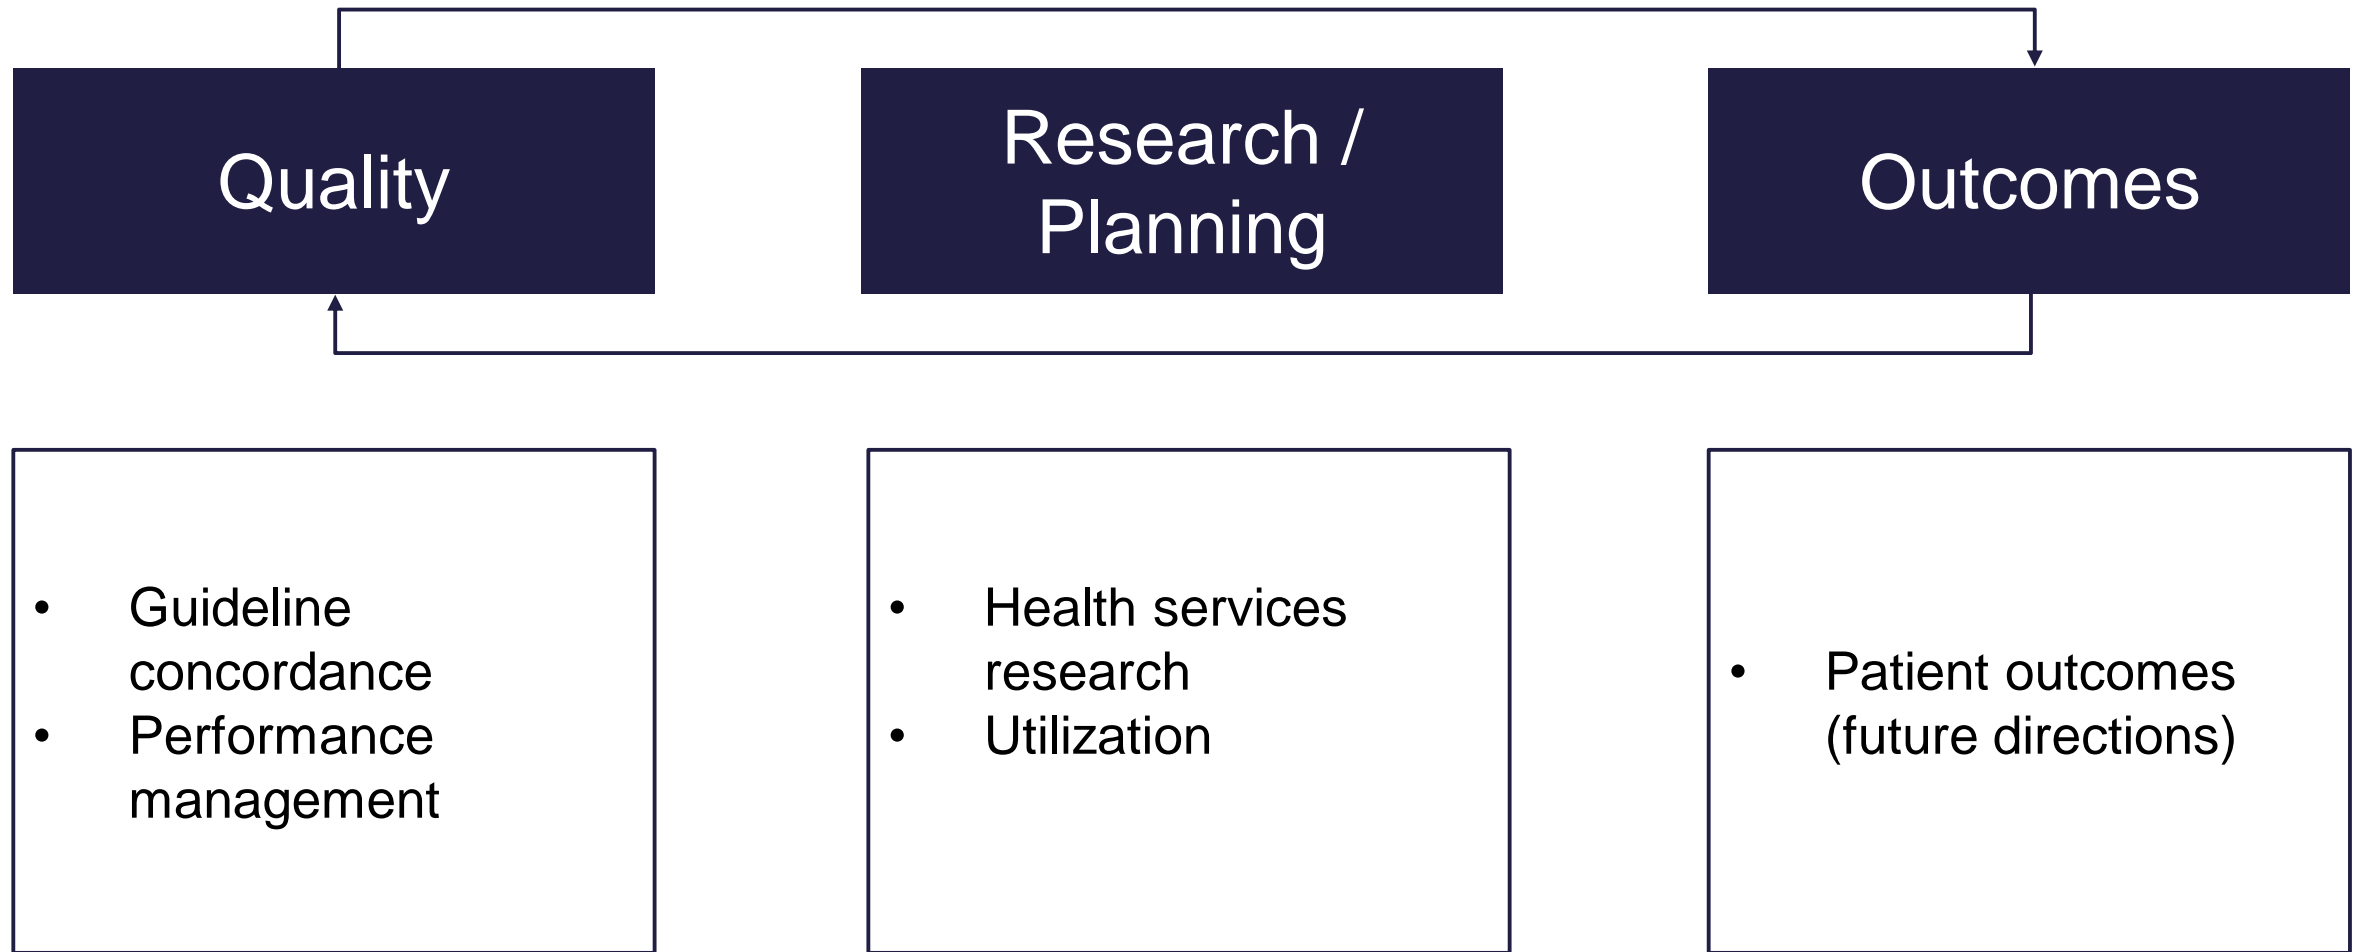 Quality
Research /
Planning
Outcomes
• Guideline
concordance
• Performance
management
• Health services
research
• Utilization
• Patient outcomes
(future directions)